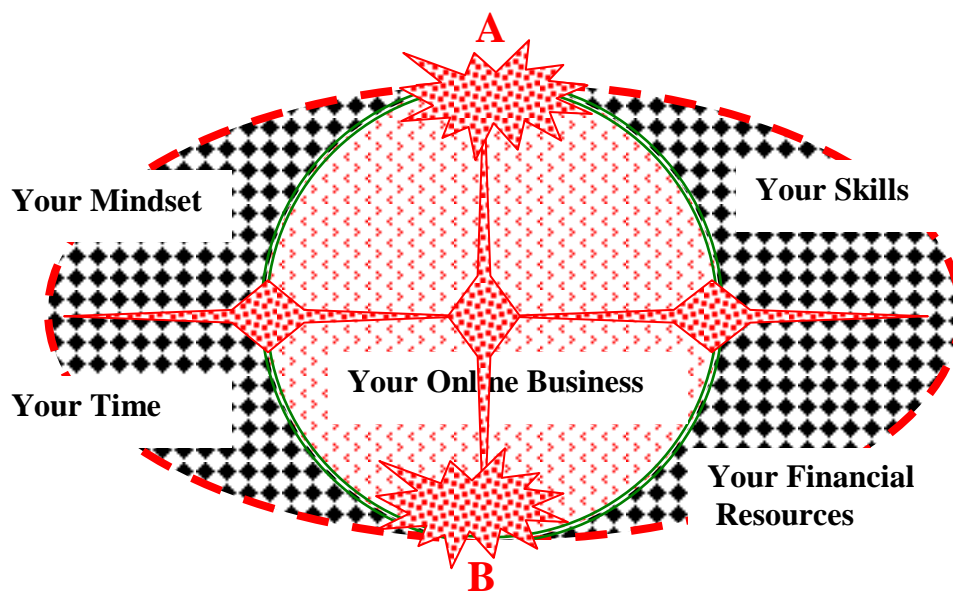 A
Your Mindset
Your Skills
Your Online Business
Your Time
Your Financial
Resources
B